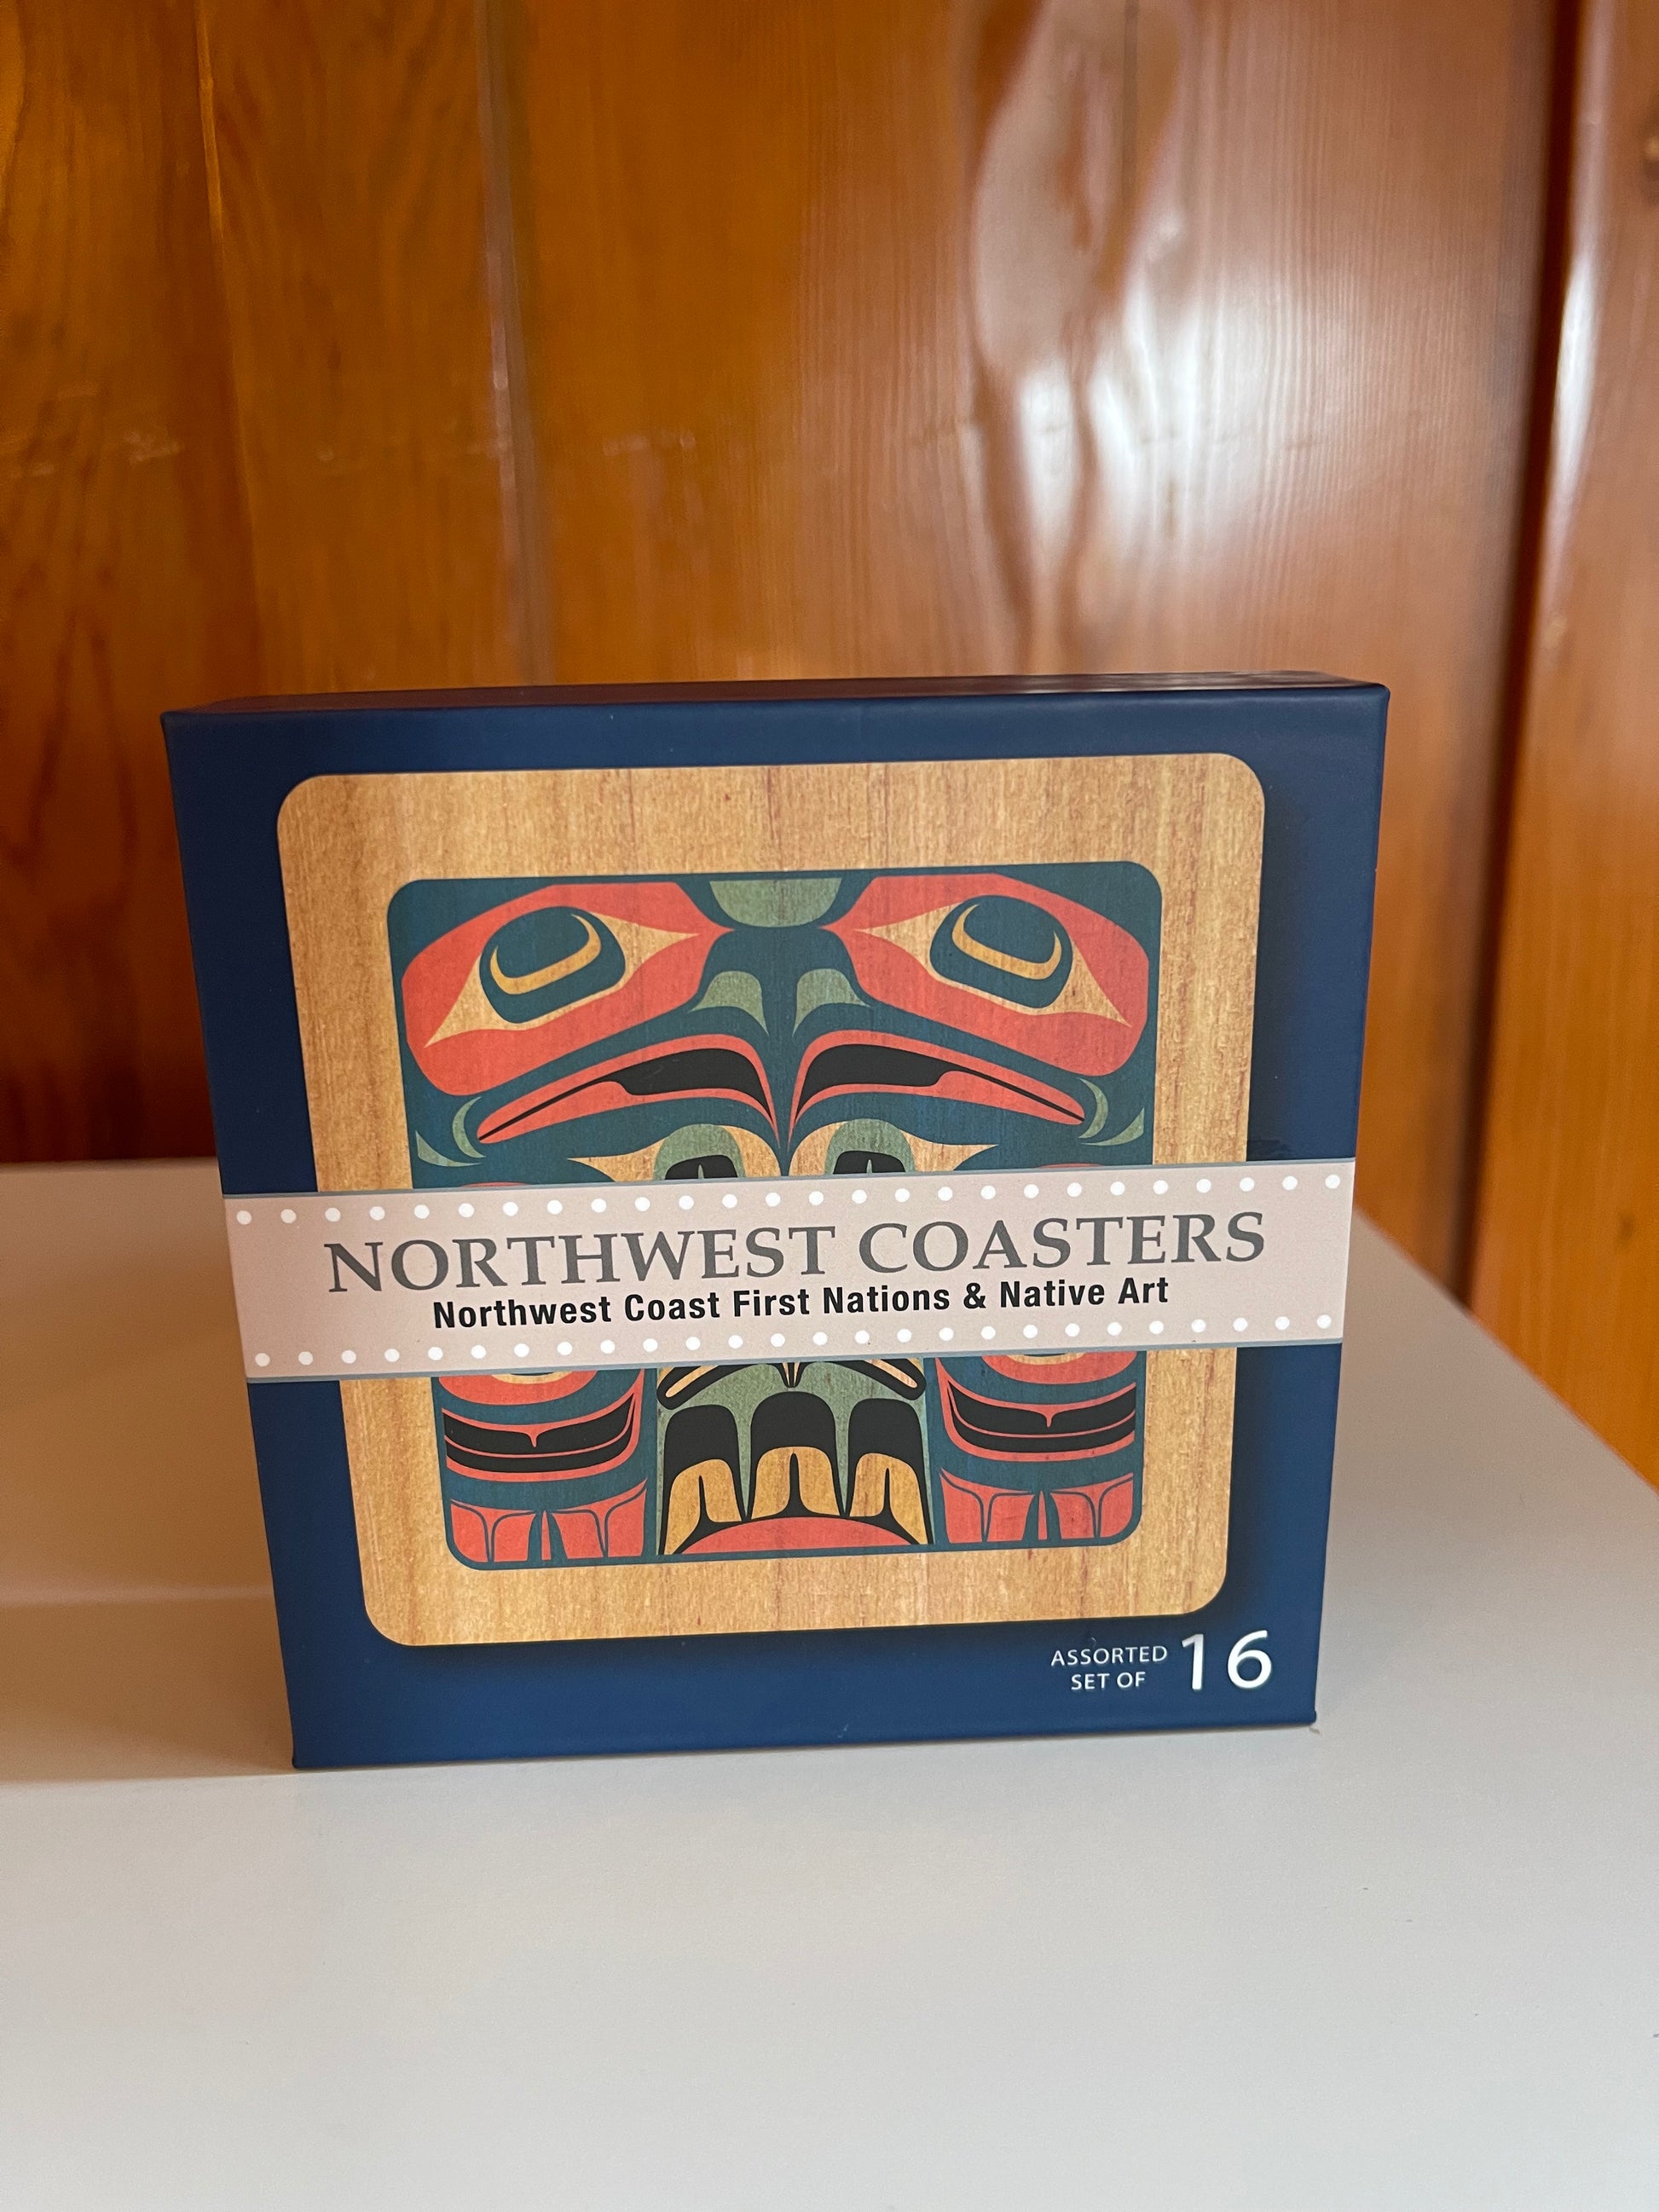 NORTHWEST COASTERS
Northwest Coast First Nations & Native Art
ASSORTED
SET OF 16